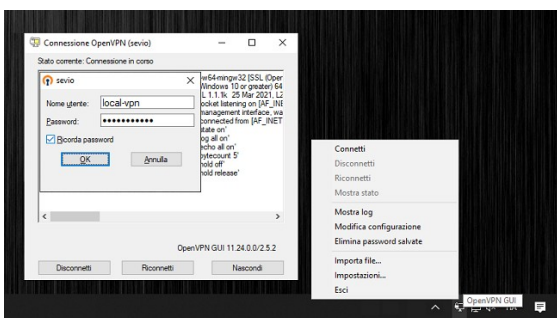 Connessione OpenVPN (sevio)
Stato corrente: Connessione in corso
sevio
Nome utente:
local-vpn
Password:
Ricorda password
OK
Annulla
w64-mingw32 [SSL (Oper
Windows 10 or greater) 64
L 1.1.1k 25 Mar 2021, LZ
ocket listening on [AF_INE
management interface, wa
connected from [AF_INET
state on'
og all on'
echo all on'
bytecount 5'
hold off'
hold release'
OpenVPN GUI 11.24.0.0/2.5.2
Disconnetti
Riconnetti
Nascondi
Connetti
Disconnetti
Riconnetti
Mostra stato
Mostra log
Modifica configurazione
Elimina password salvate
Importa file...
Impostazioni...
Esci
OpenVPN GUI